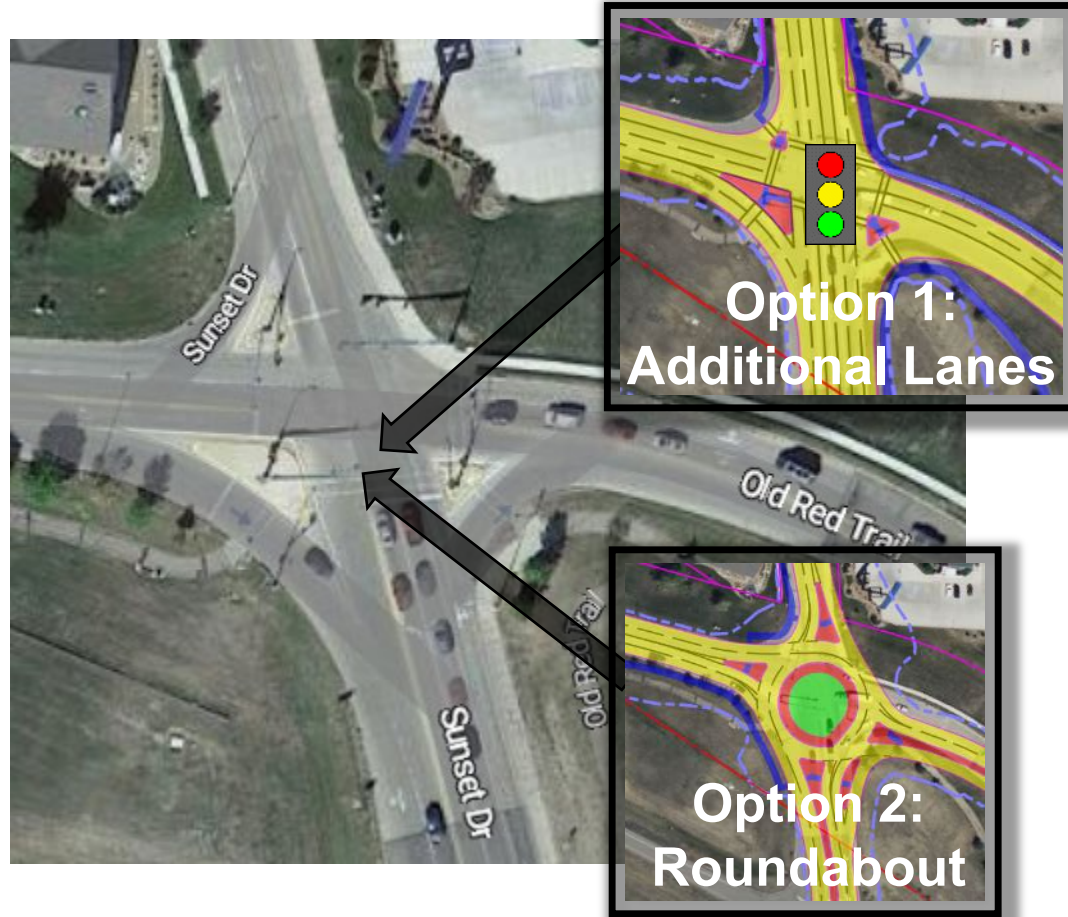 Sunset Dr
Option 1:
Additional Lanes
Old Red Trail
Old Red Trail
Sunset Dr
Option 2:
Roundabout